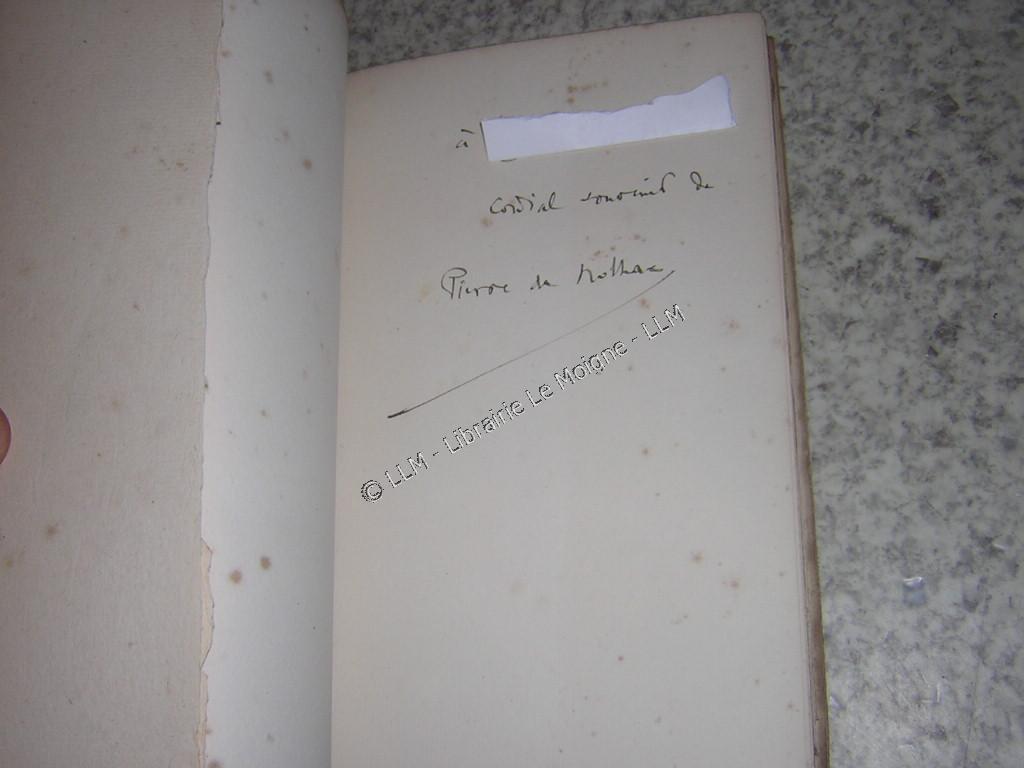 à
cordial souvenir de
Pierre de Nolhac
© LLM - Librairie Le Moigne - LLM